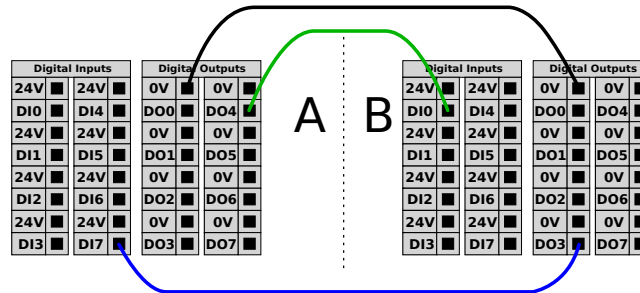 Digital Inputs Digital Outputs Digital Inputs Digital Outputs
24V 24V 0V 0V 24V 24V 0V 0V
DI0 DI4 DO0 DO4 A B DI0 DI4 DO0 DO4
24V 24V 0V 0V 24V 24V 0V 0V
DI1 DI5 DO1 DO5 DI1 DI5 DO1 DO5
24V 24V 0V 0V 24V 24V 0V 0V
DI2 DI6 DO2 DO6 DI2 DI6 DO2 DO6
24V 24V 0V 0V 24V 24V 0V 0V
DI3 DI7 DO3 DO7 DI3 DI7 DO3 DO7